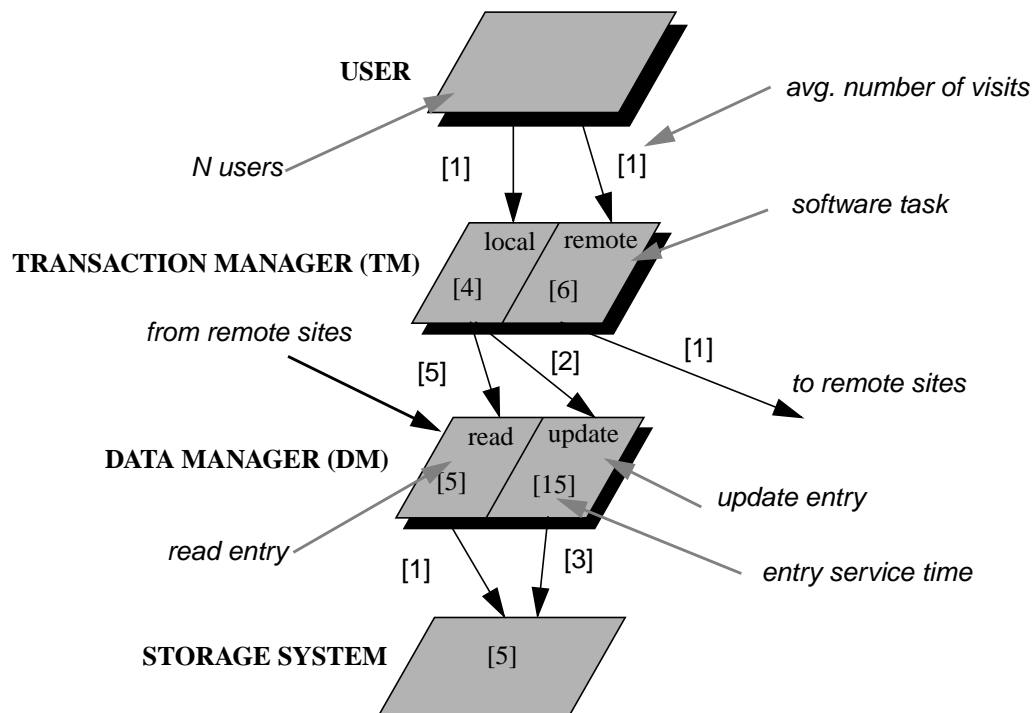 USER
avg. number of visits
N users
[1]
[1]
software task
local
remote
TRANSACTION MANAGER (TM)
[4]
[6]
from remote sites
[5]
[2]
[1]
to remote sites
read
update
DATA MANAGER (DM)
[5]
[15]
update entry
read entry
[1]
[3]
entry service time
STORAGE SYSTEM
[5]